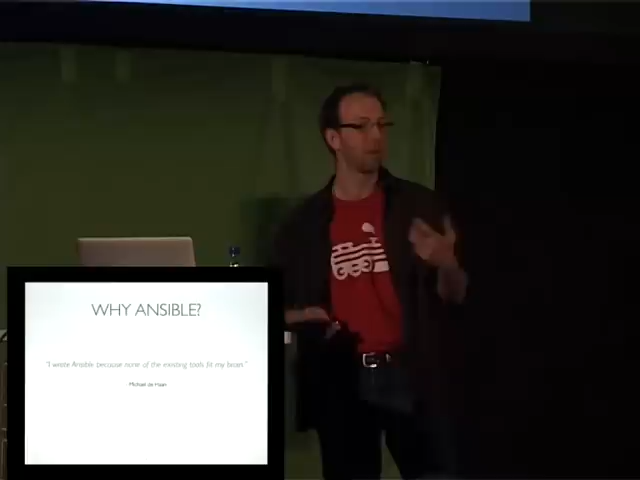 WHY ANSIBLE?
"I wrote Ansible because none of the existing tools fit my brain."
Michael de Haan